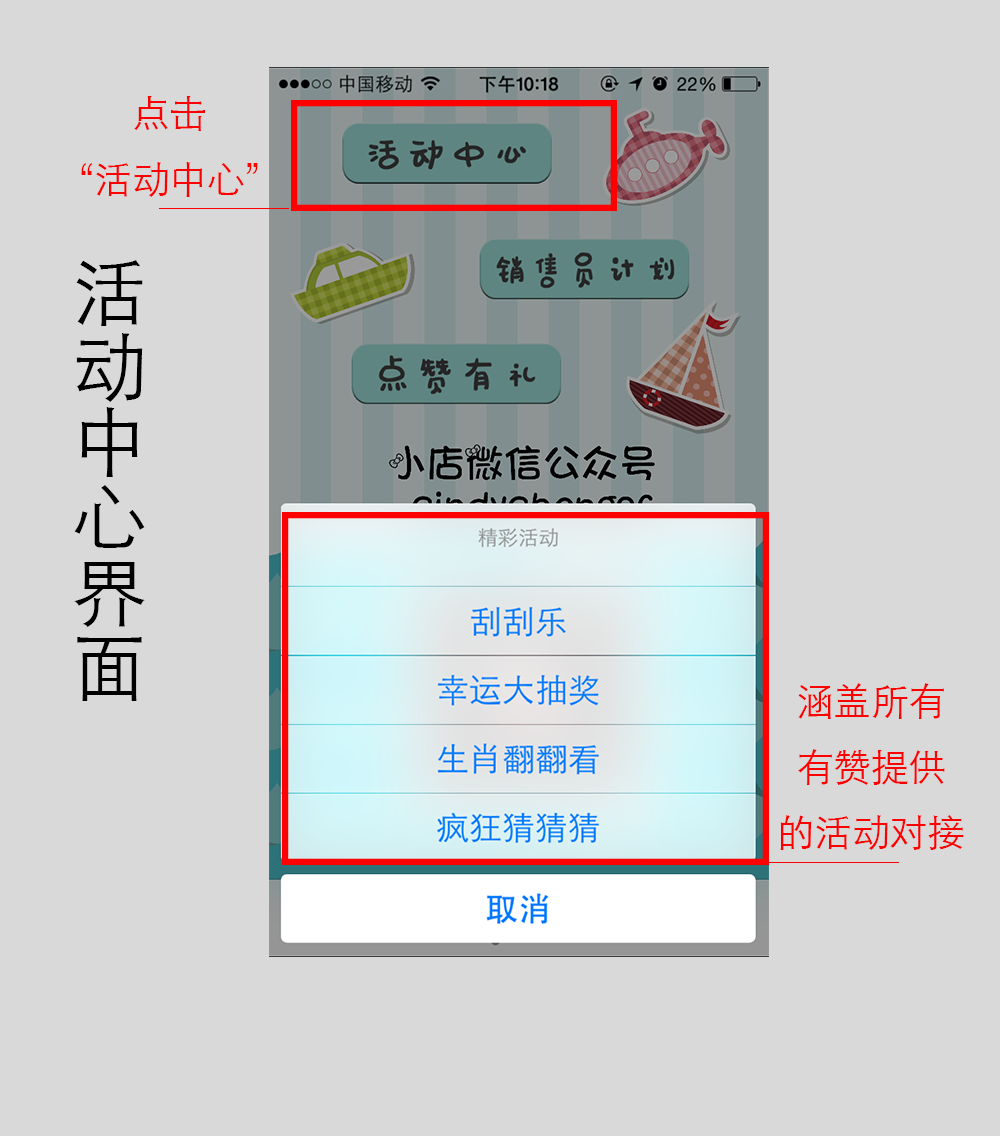 中国移动 下午10:18 22%
点击
“活动中心”
活动中心
活动中心界面
销售员计划
点赞有礼
小店微信公众号
精彩活动
刮刮乐
幸运大抽奖
生肖翻翻看
疯狂猜猜猜
涵盖所有
有赞提供
的活动对接
取消